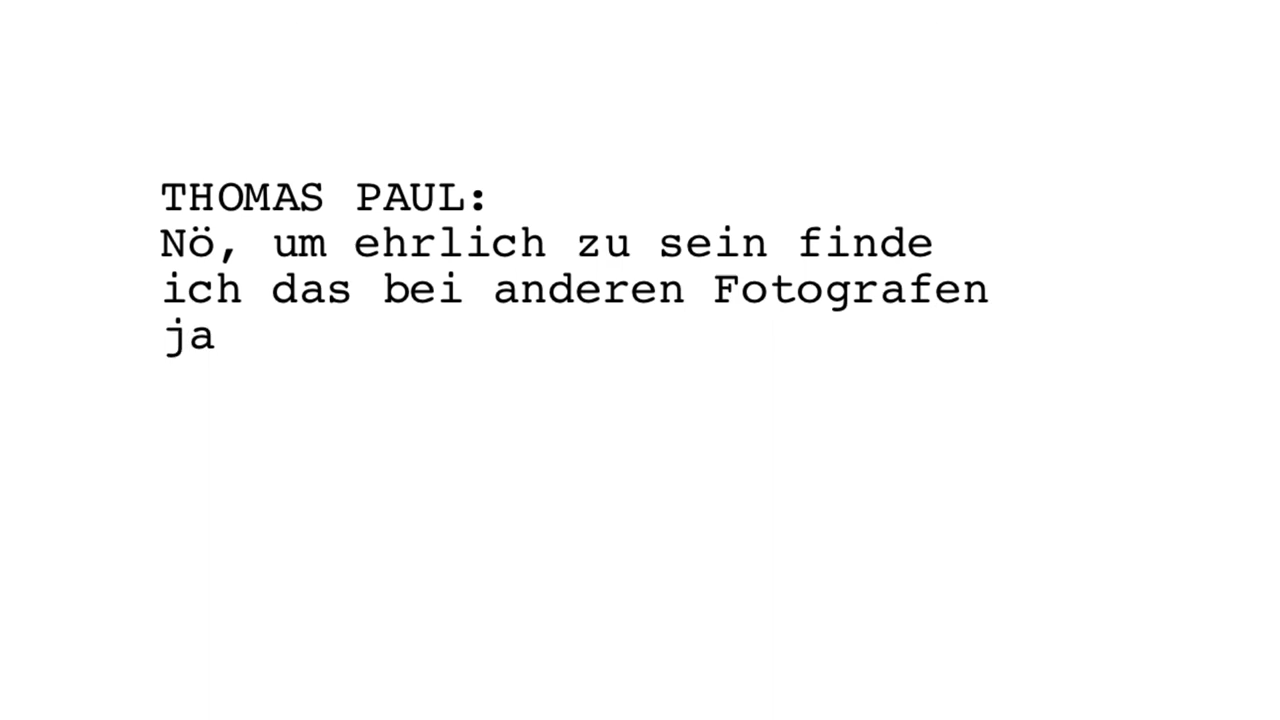 THOMAS PAUL:
Nö, um ehrlich zu sein finde
ich das bei anderen Fotografen
ja